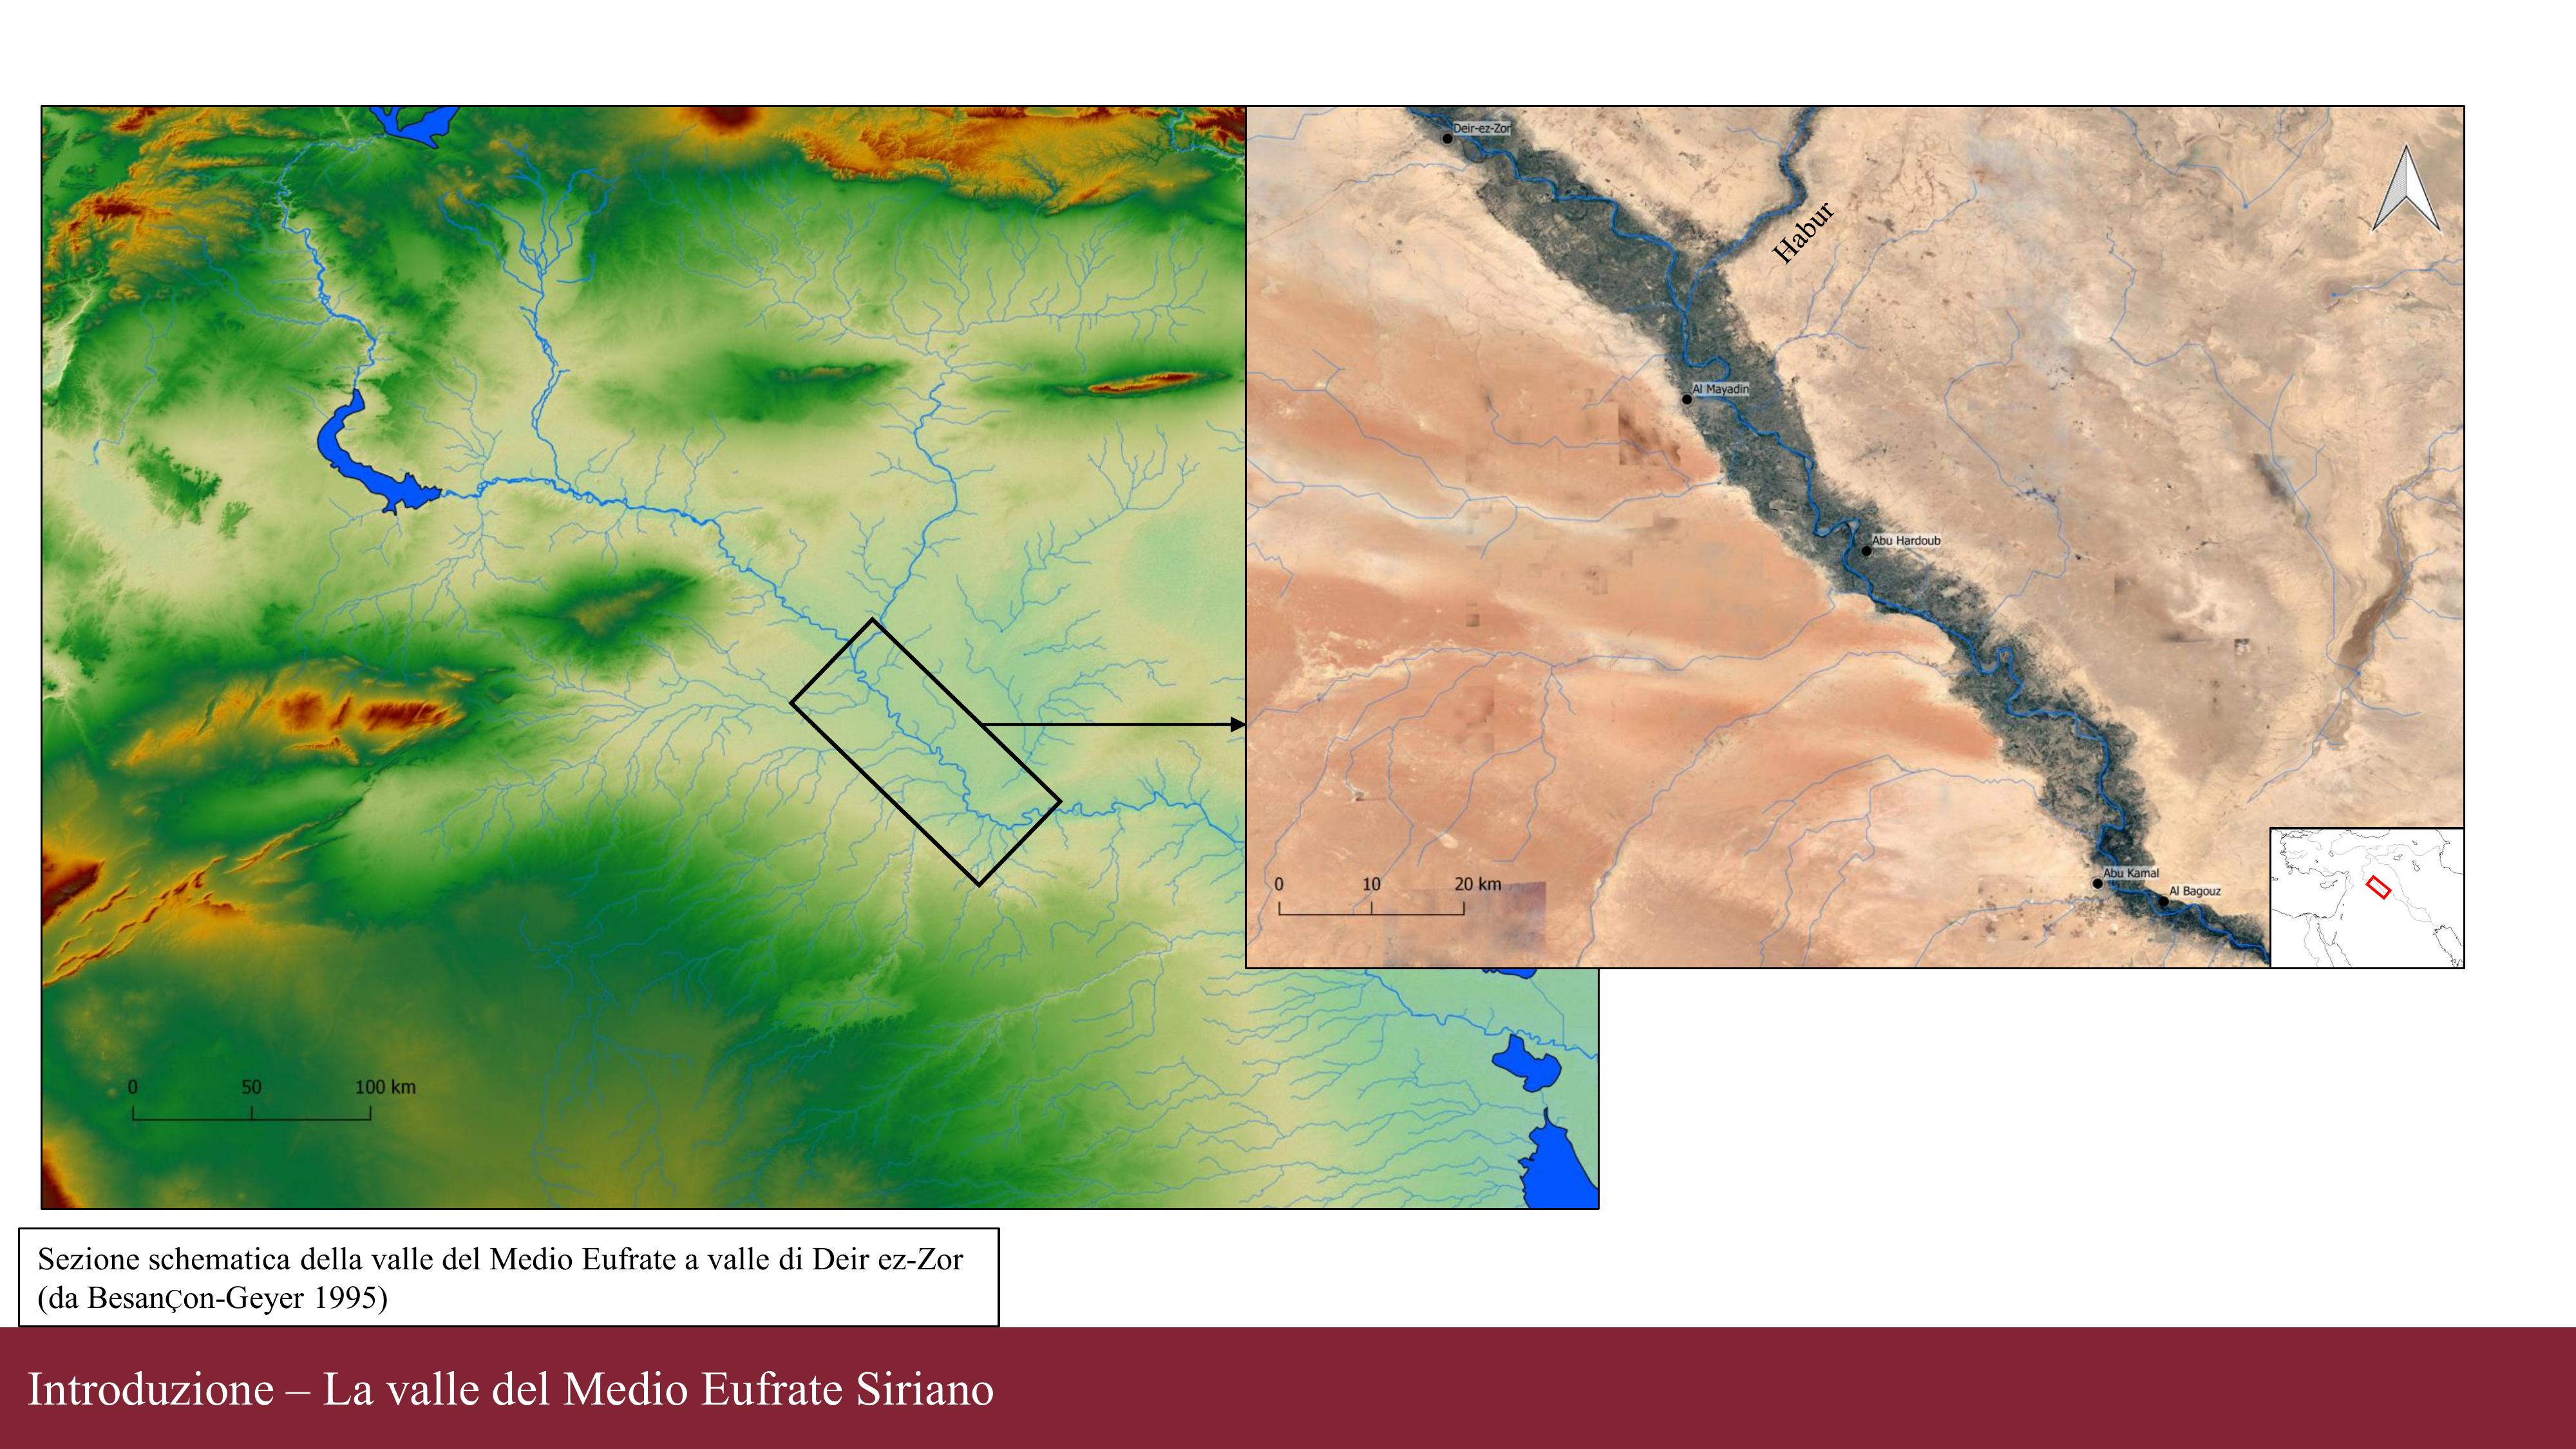 Deir-ez-Zor
Habur
Al Mayadin
Abu Hardoub
Abu Kamal
Al Bagouz
0 10 20 km
0 50 100 km
Sezione schematica della valle del Medio Eufrate a valle di Deir ez-Zor
(da BesanÇon-Geyer 1995)
Introduzione – La valle del Medio Eufrate Siriano